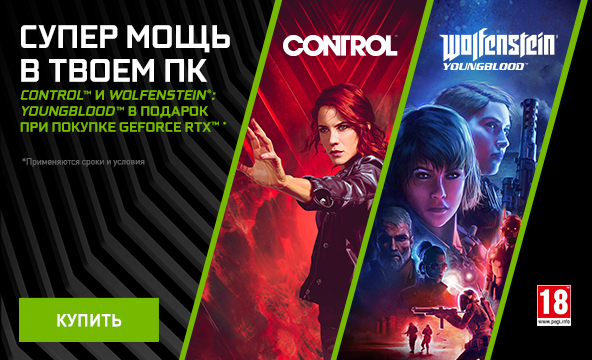 СУПЕР МОЩЬ
В ТВОЕМ ПК
CONTROL™ И WOLFENSTEIN®:
YOUNGBLOOD™ В ПОДАРОК
ПРИ ПОКУПКЕ GEFORCE RTX™ *
*Применяются сроки и условия
КУПИТЬ
CONTROL
Wolfenstein
YOUNGBLOOD™
18
www.pegi.info